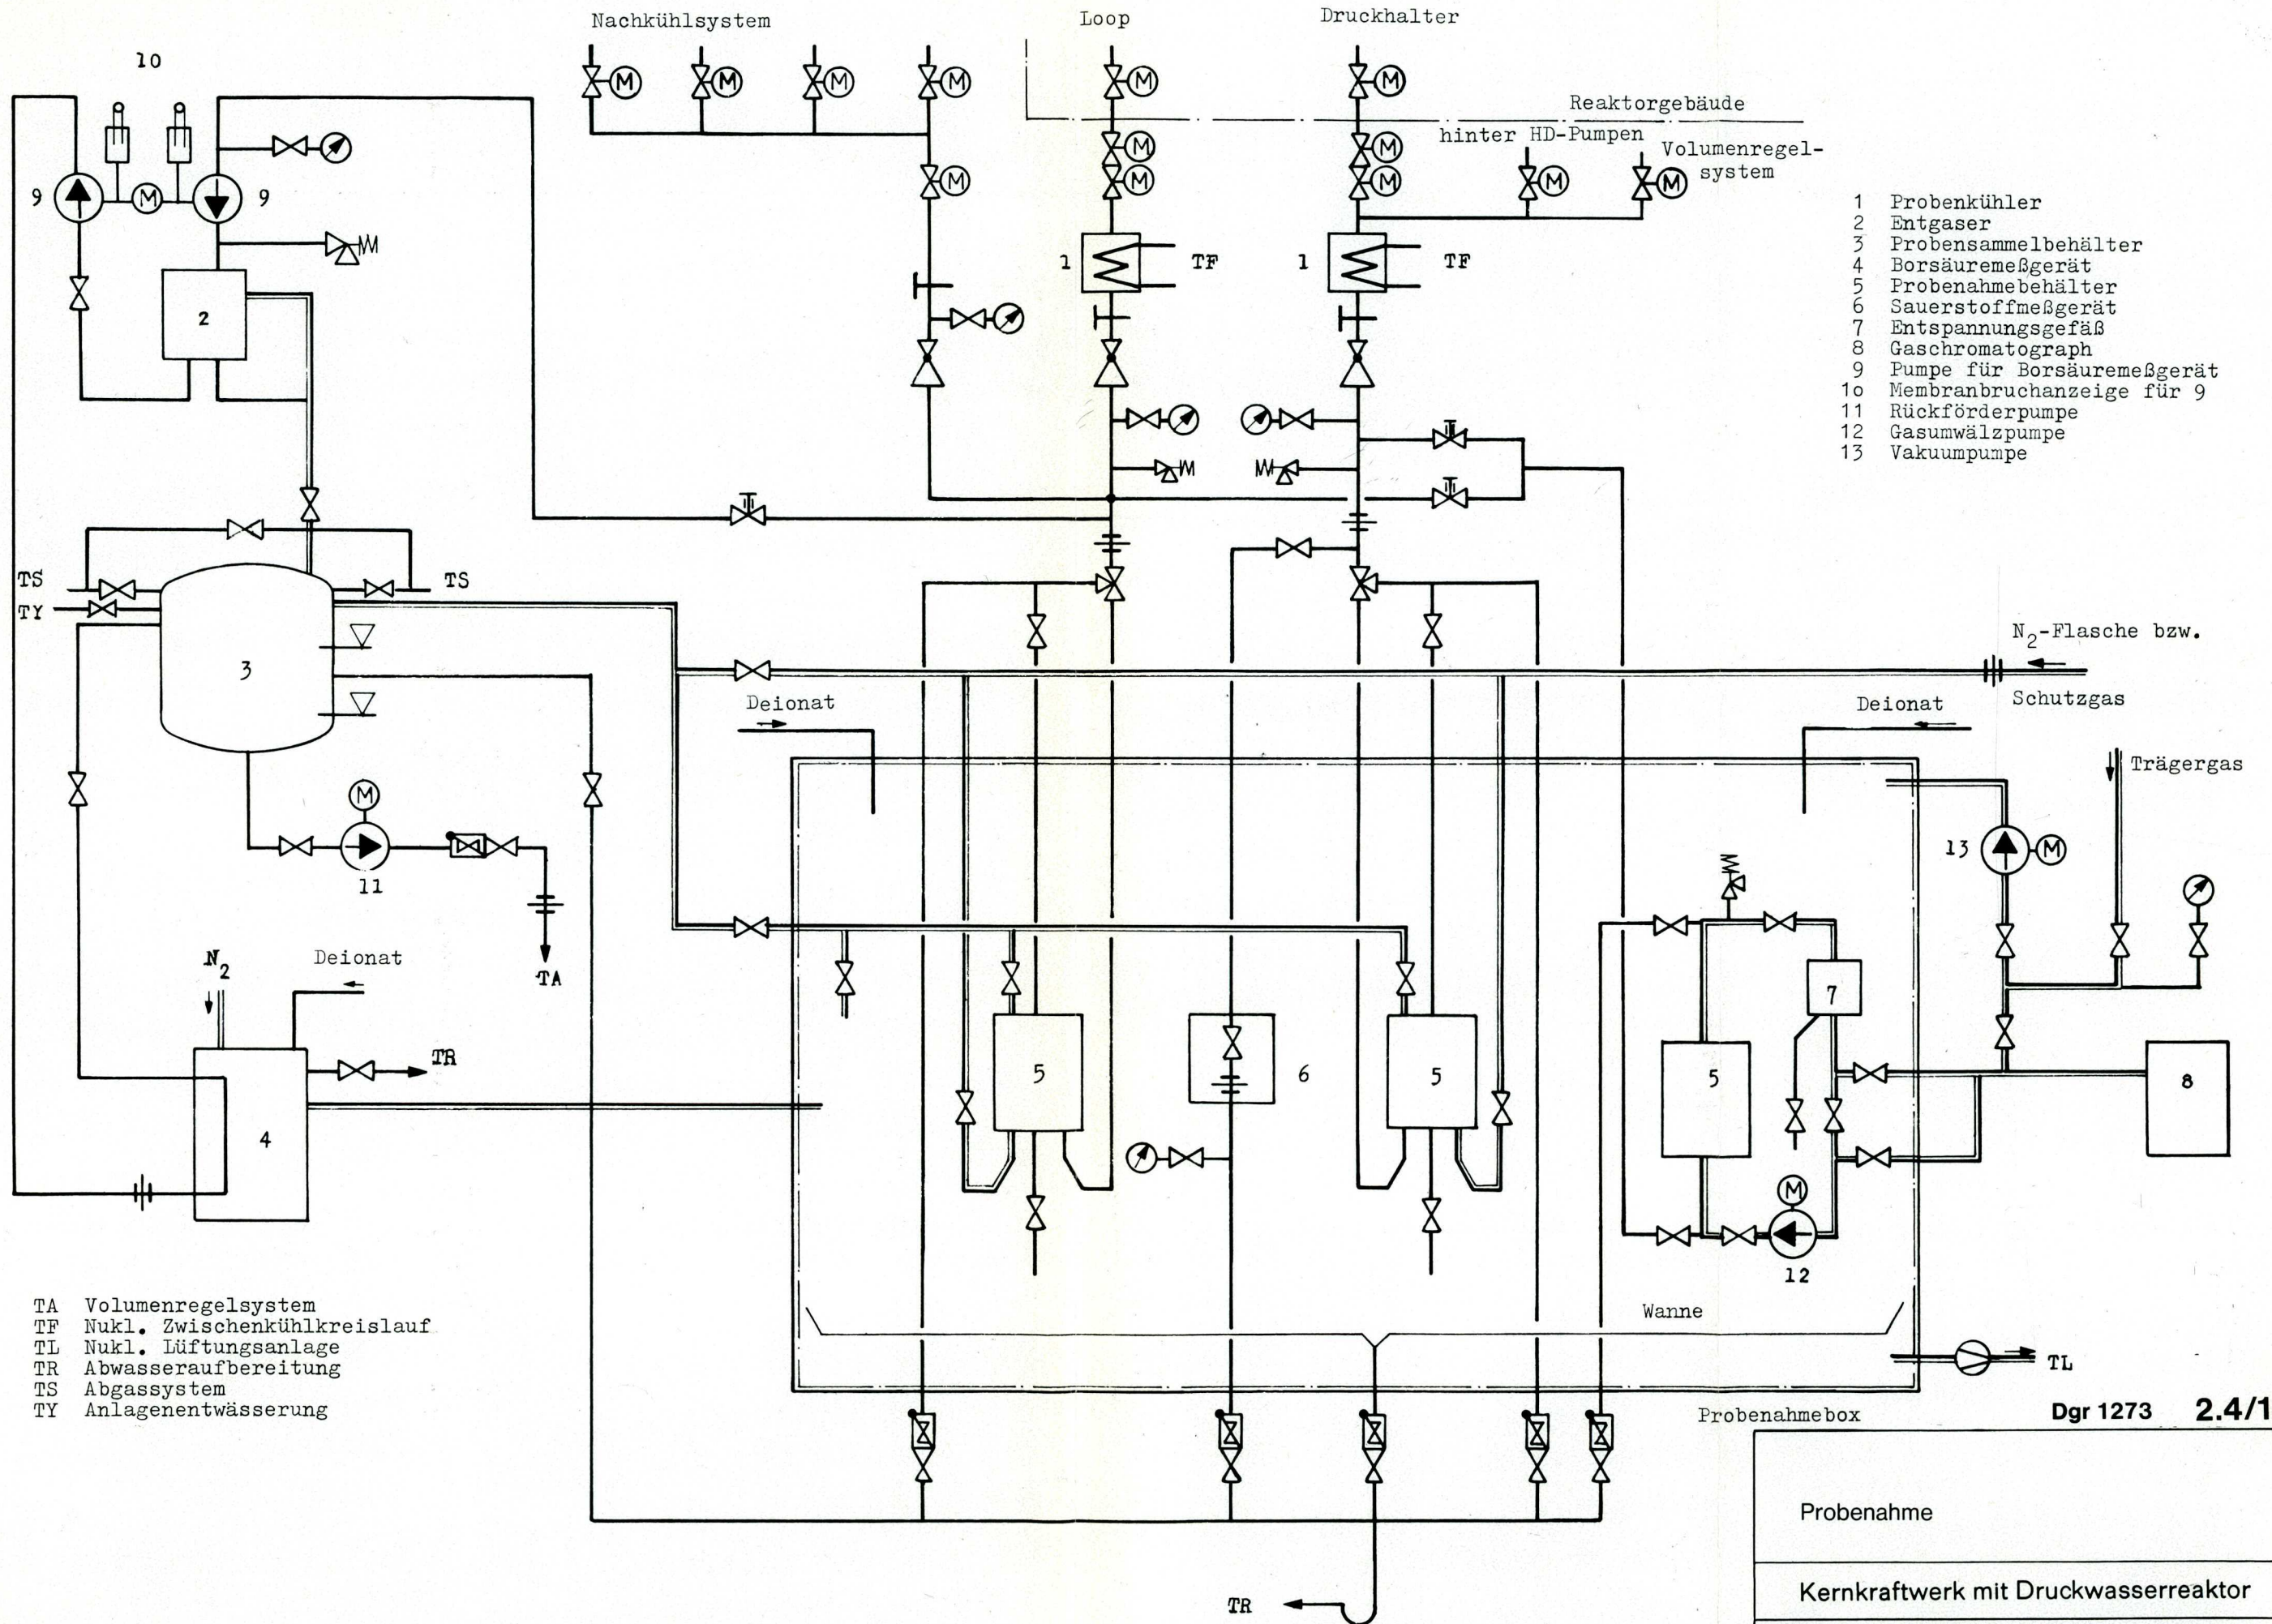 Nachkühlsystem
Loop
Druckhalter
10
M
M
M
M
M
M
Reaktorgebäude
hinter HD-Pumpen
Volumenregel-
system
M
M
M
M
M
M
M
9
M
9
1
TF
1
TF
2
1 Probenkühler
2 Entgaser
3 Probensammelbehälter
4 Borsäuremeßgerät
5 Probenahmebehälter
6 Sauerstoffmeßgerät
7 Entspannungsgefäß
8 Gaschromatograph
9 Pumpe für Borsäuremeßgerät
1o Membranbruchanzeige für 9
11 Rückförderpumpe
12 Gasumwälzpumpe
13 Vakuumpumpe
TS
TS
TY
3
N2-Flasche bzw.
Schutzgas
Deionat
Deionat
Trägergas
M
11
13
M
TA
N2
Deionat
TR
4
5
6
5
5
7
8
M
12
Wanne
TL
TA Volumenregelsystem
TF Nukl. Zwischenkühlkreislauf
TL Nukl. Lüftungsanlage
TR Abwasseraufbereitung
TS Abgassystem
TY Anlagenentwässerung
Probenahmebox
Dgr 1273 2.4/1
Probenahme
Kernkraftwerk mit Druckwasserreaktor
TR